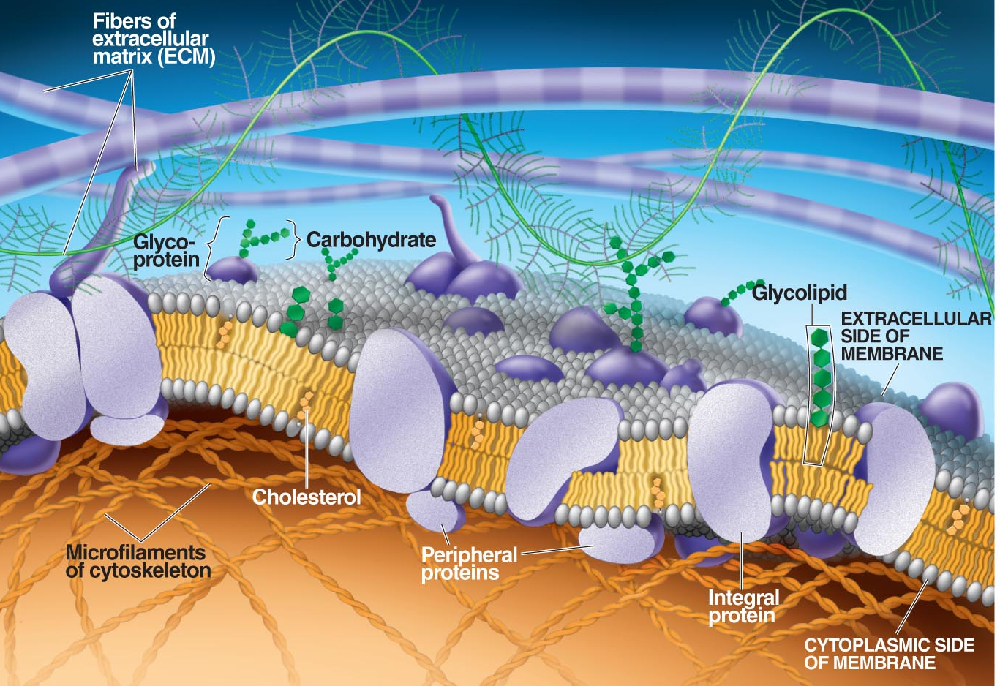 Fibers of
extracellular
matrix (ECM)
Glyco-
protein
Carbohydrate
Glycolipid
EXTRACELLULAR
SIDE OF
MEMBRANE
Cholesterol
Microfilaments
of cytoskeleton
Peripheral
proteins
Integral
protein
CYTOPLASMIC SIDE
OF MEMBRANE